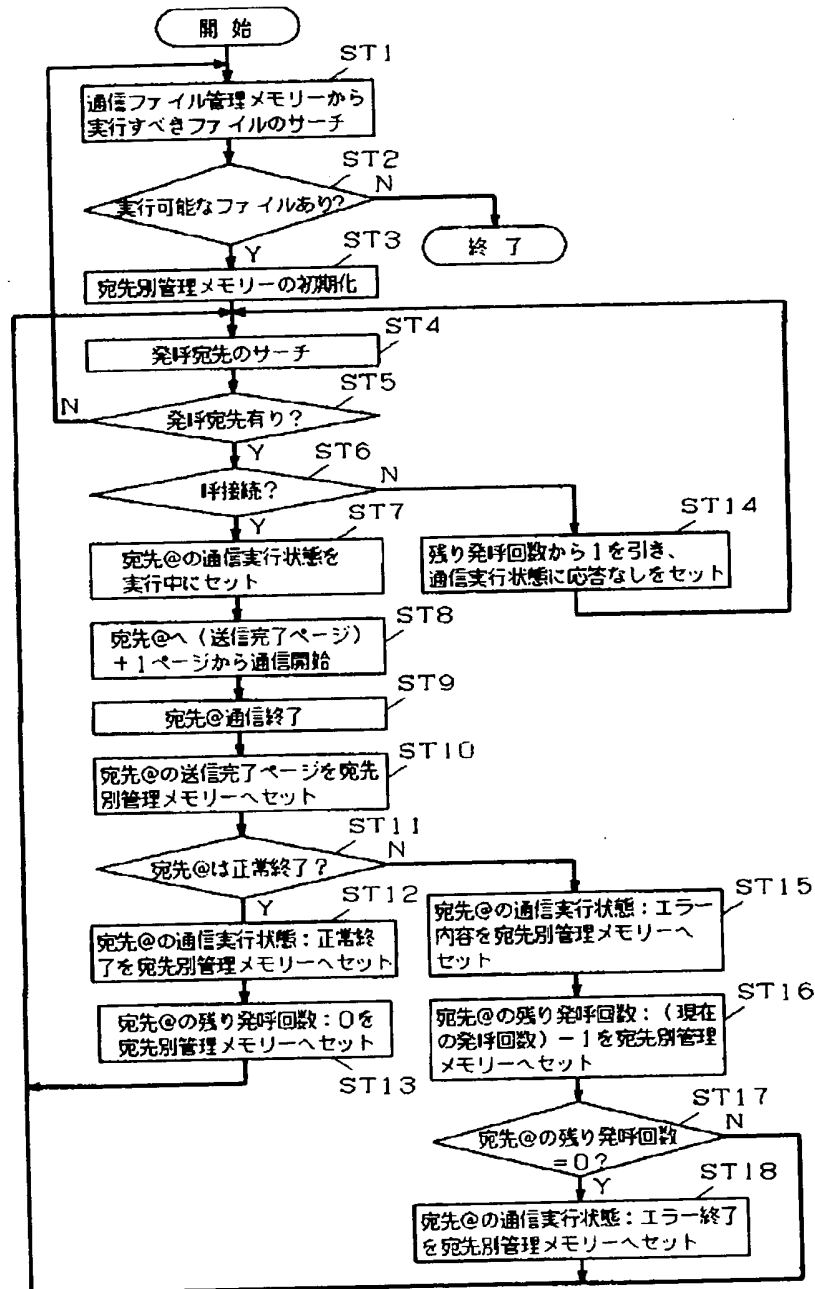 開始
ST1
通信ファイル管理メモリーから
実行すべきファイルのサーチ
ST2
実行可能なファイルあり?
N
Y
終了
ST3
宛先別管理メモリーの初期化
ST4
発呼宛先のサーチ
ST5
発呼宛先有り?
N
Y
ST6
呼接続?
N
Y
ST7
宛先@の通信実行状態を
実行中にセット
ST14
残り発呼回数から1を引き、
通信実行状態に応答なしをセット
ST8
宛先@へ(送信完了ページ)
+1ページから通信開始
ST9
宛先@通信終了
ST10
宛先@の送信完了ページを宛先
別管理メモリーへセット
ST11
宛先@は正常終了?
N
Y
ST12
宛先@の通信実行状態:正常終
了を宛先別管理メモリーへセット
宛先@の残り発呼回数:0を
宛先別管理メモリーへセット
ST13
ST15
宛先@の通信実行状態:エラー
内容を宛先別管理メモリーへ
セット
ST16
宛先@の残り発呼回数:(現在
の発呼回数)-1を宛先別管理
メモリーへセット
ST17
宛先@の残り発呼回数
=0?
N
Y
ST18
宛先@の通信実行状態:エラー終了
を宛先別管理メモリーへセット